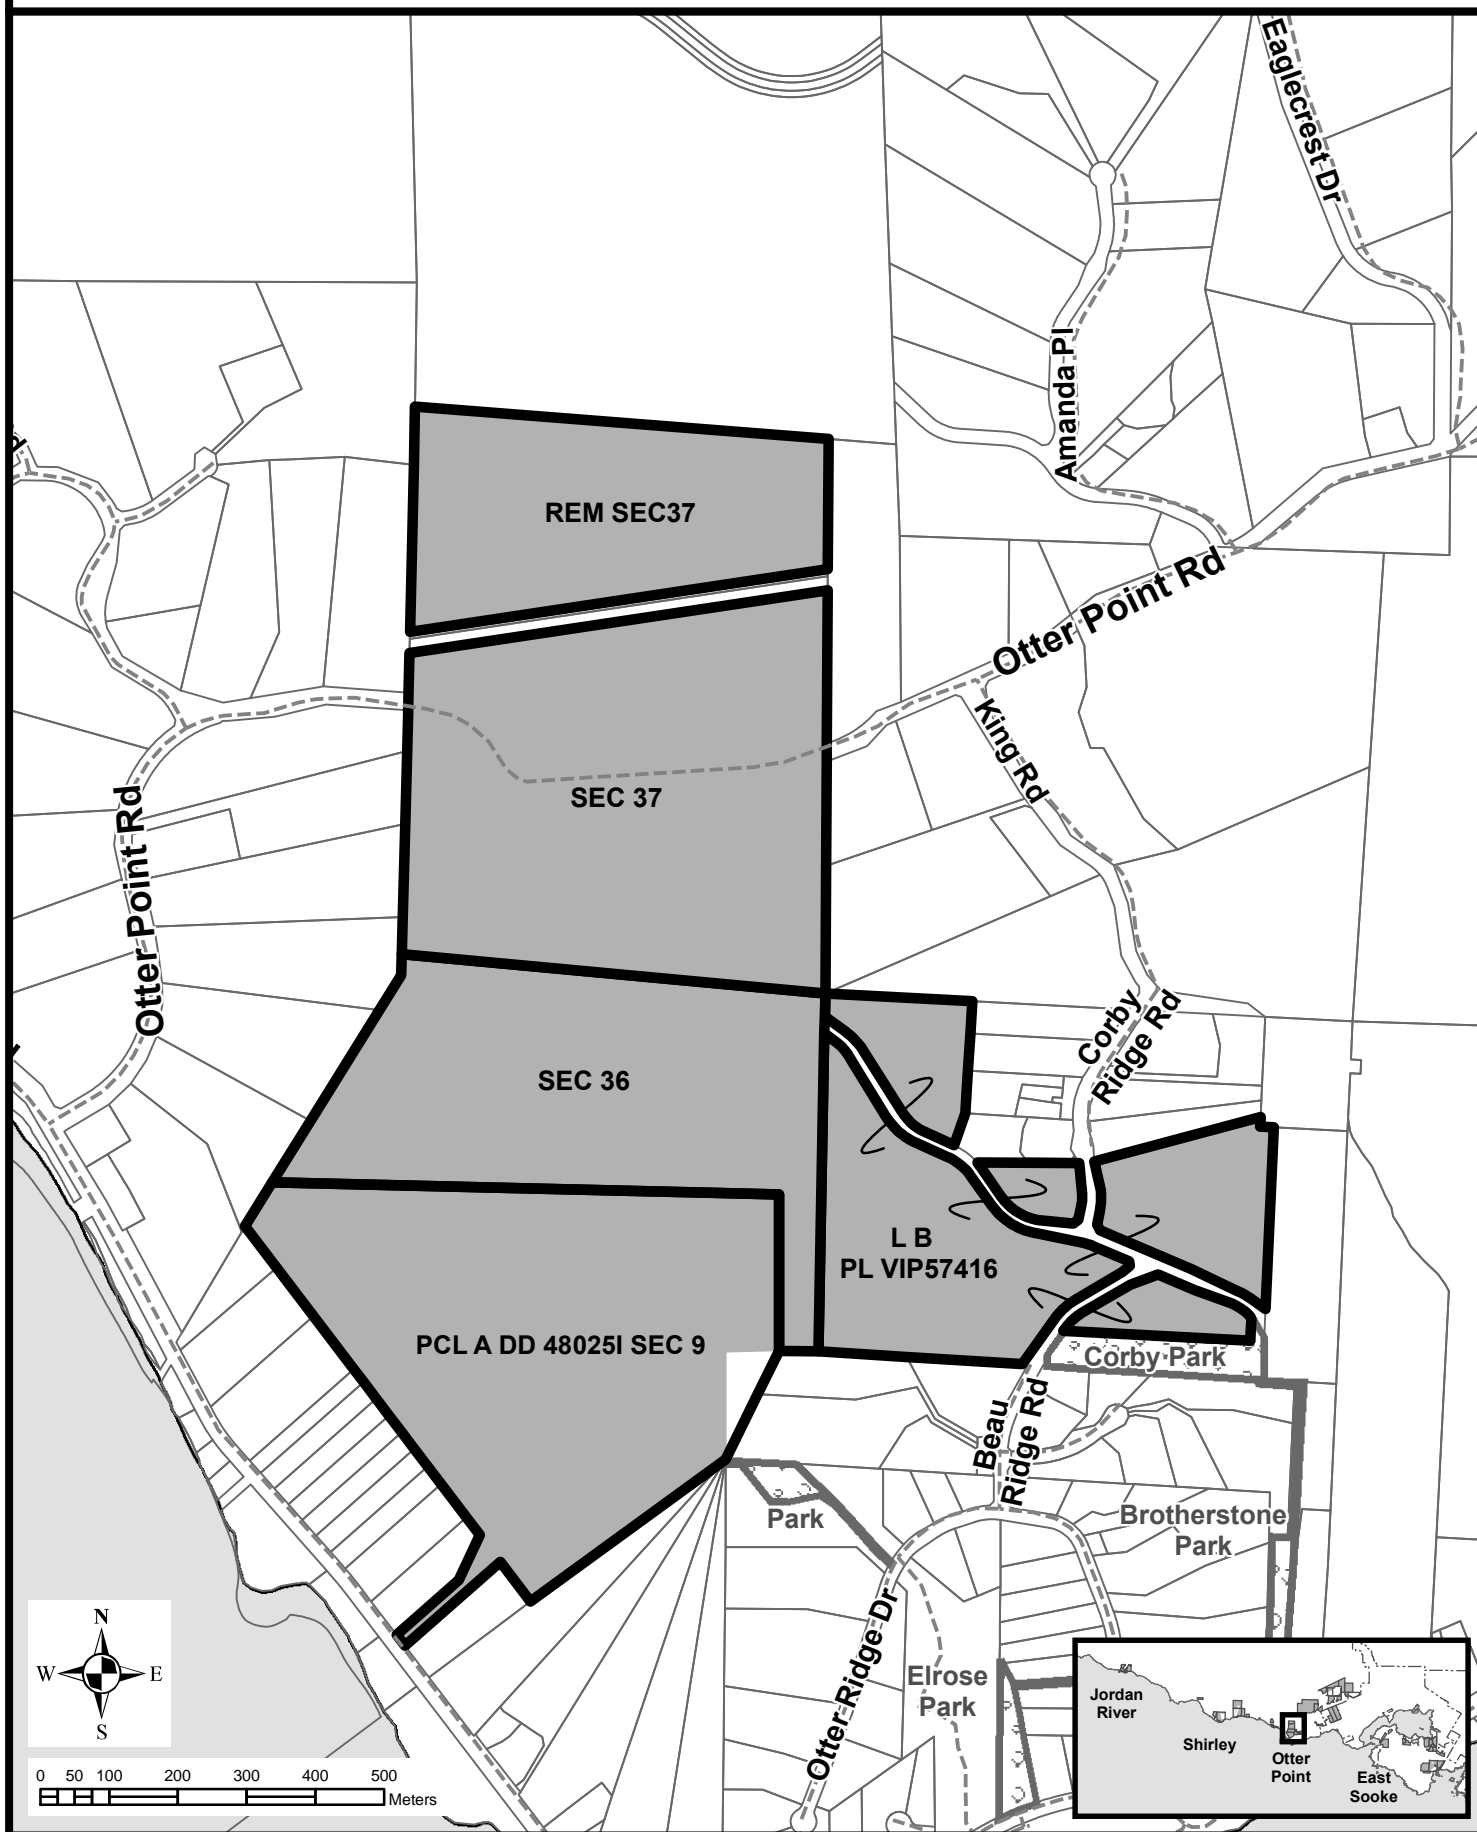 Eaglecrest Dr
Amanda Pl
REM SEC37
Otter Point Rd
King Rd
SEC 37
Otter Point Rd
Corby
Ridge Rd
SEC 36
L B
PL VIP57416
PCL A DD 48025I SEC 9
Corby Park
Beau
Ridge Rd
Park
Brotherstone
Park
Otter Ridge Dr
Elrose
Park
N
W E
S
0 50 100 200 300 400 500
Meters
Jordan
River
Shirley
Otter
Point
East
Sooke